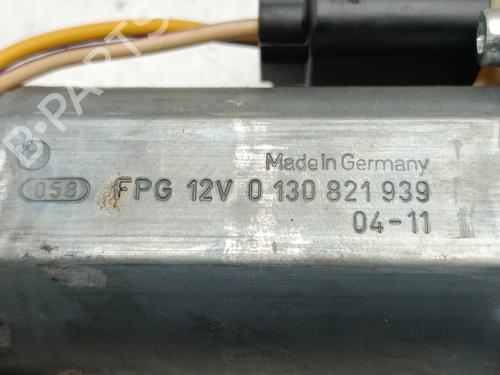 Made in Germany
058 FPG 12V 0 130 821 939
04-11
B-PARTS